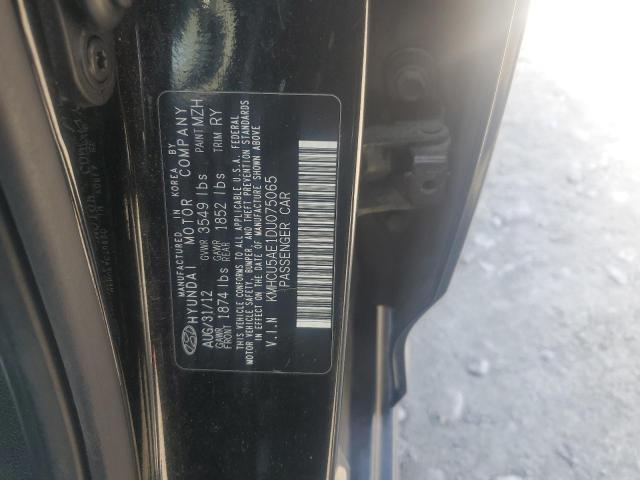 MFD. IN KOREA BY
HYUNDAI MOTOR COMPANY
AUG/31/12 GVWR 3549 lbs PAINT MZH
GAWR FRONT 1874 lbs GAWR REAR 1852 lbs TRIM RY
THIS VEHICLE CONFORMS TO ALL APPLICABLE U.S.A. FEDERAL
MOTOR VEHICLE SAFETY, BUMPER, AND THEFT PREVENTION STANDARDS
IN EFFECT ON THE DATE OF MANUFACTURE SHOWN ABOVE
V.I.N KMHCU5AE1DU075065
PASSENGER CAR